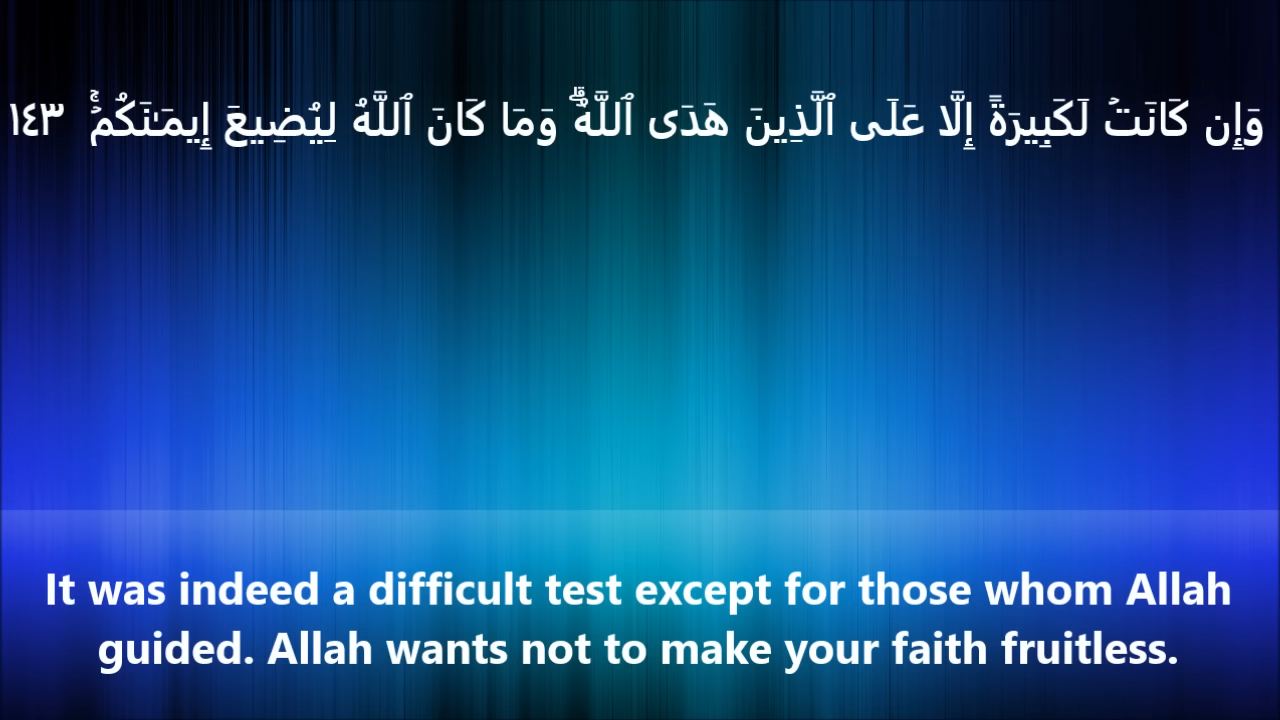 وَإِن كَانَتۡ لَكَبِيرَةً إِلَّا عَلَى ٱلَّذِينَ هَدَى ٱللَّهُۗ وَمَا كَانَ ٱللَّهُ لِيُضِيعَ إِيمَٰنَكُمۡۚ ١٤٣
It was indeed a difficult test except for those whom Allah
guided. Allah wants not to make your faith fruitless.